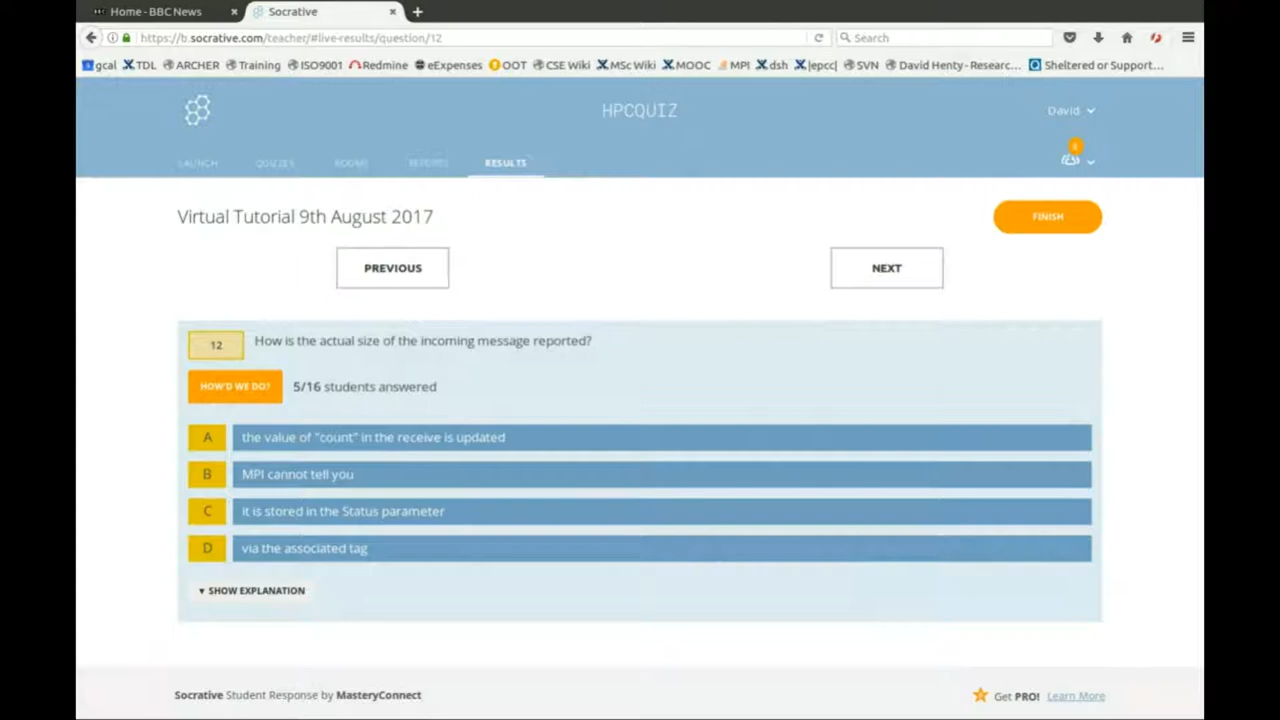 Home - BBC News
Socrative
https://b.socrative.com/teacher/#live-results/question/12
Search
gcal TDL ARCHER Training ISO9001 Redmine eExpenses OOT CSE Wiki MSc Wiki MOOC MPI dsh |epcc| SVN David Henty - Researc... Sheltered or Support...
HPCQUIZ
David
LAUNCH QUIZZES ROOMS REPORTS RESULTS
Virtual Tutorial 9th August 2017
FINISH
PREVIOUS
NEXT
12 How is the actual size of the incoming message reported?
HOW'D WE DO? 5/16 students answered
A the value of "count" in the receive is updated
B MPI cannot tell you
C it is stored in the Status parameter
D via the associated tag
▼ SHOW EXPLANATION
Socrative Student Response by MasteryConnect
Get PRO! Learn More